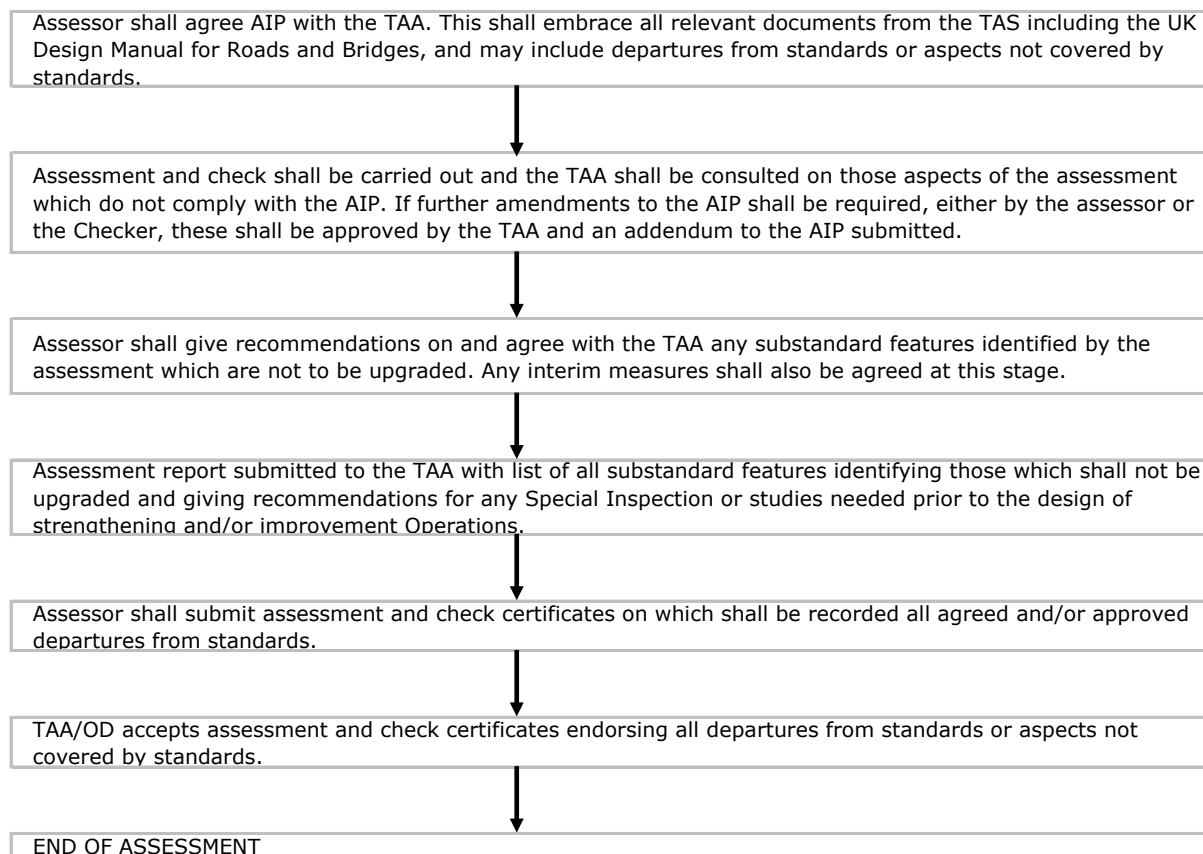 Assessor shall agree AIP with the TAA. This shall embrace all relevant documents from the TAS including the UK
Design Manual for Roads and Bridges, and may include departures from standards or aspects not covered by
standards.
Assessment and check shall be carried out and the TAA shall be consulted on those aspects of the assessment
which do not comply with the AIP. If further amendments to the AIP shall be required, either by the assessor or
the Checker, these shall be approved by the TAA and an addendum to the AIP submitted.
Assessor shall give recommendations on and agree with the TAA any substandard features identified by the
assessment which are not to be upgraded. Any interim measures shall also be agreed at this stage.
Assessment report submitted to the TAA with list of all substandard features identifying those which shall not be
upgraded and giving recommendations for any Special Inspection or studies needed prior to the design of
strengthening and/or improvement Operations.
Assessor shall submit assessment and check certificates on which shall be recorded all agreed and/or approved
departures from standards.
TAA/OD accepts assessment and check certificates endorsing all departures from standards or aspects not
covered by standards.
END OF ASSESSMENT